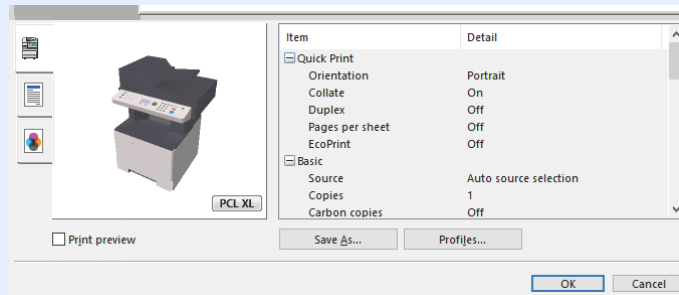 Item Detail
Quick Print
Orientation Portrait
Collate On
Duplex Off
Pages per sheet Off
EcoPrint Off
Basic
Source Auto source selection
Copies 1
Carbon copies Off
PCL XL
Print preview Save As... Profiles...
OK Cancel